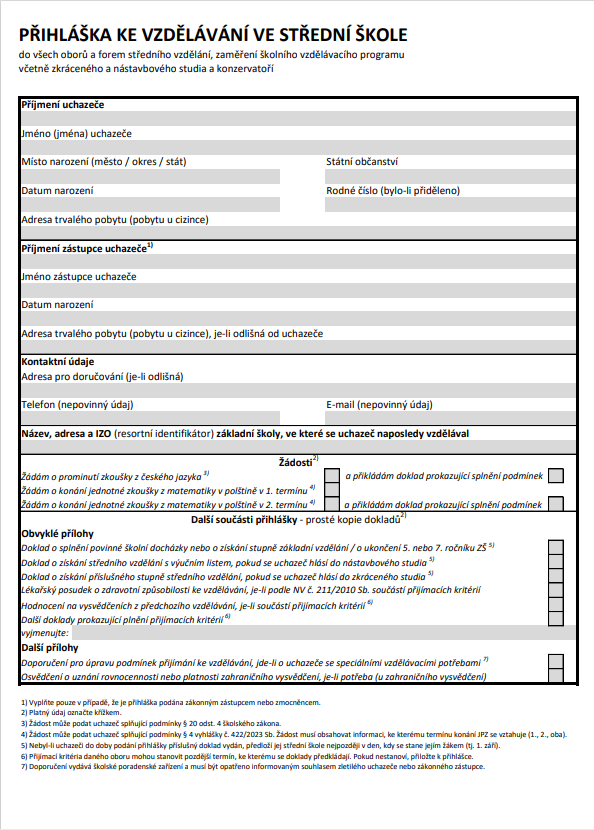 PŘIHLÁŠKA KE VZDĚLÁVÁNÍ VE STŘEDNÍ ŠKOLE
do všech oborů a forem středního vzdělání, zaměření školního vzdělávacího programu
včetně zkráceného a nástavbového studia a konzervatoří
Příjmení uchazeče
Jméno (jména) uchazeče
Místo narození (město / okres / stát) Státní občanství
Datum narození Rodné číslo (bylo-li přiděleno)
Adresa trvalého pobytu (pobytu u cizince)
Příjmení zástupce uchazeče1)
Jméno zástupce uchazeče
Datum narození
Adresa trvalého pobytu (pobytu u cizince), je-li odlišná od uchazeče
Kontaktní údaje
Adresa pro doručování (je-li odlišná)
Telefon (nepovinný údaj) E-mail (nepovinný údaj)
Název, adresa a IZO (resortní identifikátor) základní školy, ve které se uchazeč naposledy vzdělával
Žádosti2)
Žádám o prominutí zkoušky z českého jazyka 3) a přikládám doklad prokazující splnění podmínek
Žádám o konání jednotné zkoušky z matematiky v polštině v 1. termínu 4)
Žádám o konání jednotné zkoušky z matematiky v polštině v 2. termínu 4) a přikládám doklad prokazující splnění podmínek
Další součásti přihlášky - prosté kopie dokladů2)
Obvyklé přílohy
Doklad o splnění povinné školní docházky nebo o získání stupně základní vzdělání / o ukončení 5. nebo 7. ročníku ZŠ 5)
Doklad o získání středního vzdělání s výučním listem, pokud se uchazeč hlásí do nástavbového studia 5)
Doklad o získání příslušného stupně středního vzdělání, pokud se uchazeč hlásí do zkráceného studia 5)
Lékařský posudek o zdravotní způsobilosti ke vzdělávání, je-li podle NV č. 211/2010 Sb. součástí přijímacích kritérií
Hodnocení na vysvědčeních z předchozího vzdělávání, je-li součástí přijímacích kritérií 6)
Další doklady prokazující plnění přijímacích kritérií 6)
vyjmenujte:
Další přílohy
Doporučení pro úpravu podmínek přijímání ke vzdělávání, jde-li o uchazeče se speciálními vzdělávacími potřebami 7)
Osvědčení o uznání rovnocennosti nebo platnosti zahraničního vysvědčení, je-li potřeba (u zahraničního vysvědčení)
1) Vyplňte pouze v případě, že je přihláška podána zákonným zástupcem nebo zmocněncem.
2) Platný údaj označte křížkem.
3) Žádost může podat uchazeč splňující podmínky § 20 odst. 4 školského zákona.
4) Žádost může podat uchazeč splňující podmínky § 4 vyhlášky č. 422/2023 Sb. Žádost musí obsahovat informaci, ke kterému termínu konání JPZ se vztahuje (1., 2., oba).
5) Nebyl-li uchazeči do doby podání přihlášky příslušný doklad vydán, předloží jej střední škole nejpozději v den, kdy se stane jejím žákem (tj. 1. září).
6) Přijímací kritéria daného oboru mohou stanovit pozdější termín, ke kterému se doklady předkládají. Pokud nestanoví, přiložte k přihlášce.
7) Doporučení vydává školské poradenské zařízení a musí být opatřeno informovaným souhlasem zletilého uchazeče nebo zákonného zástupce.